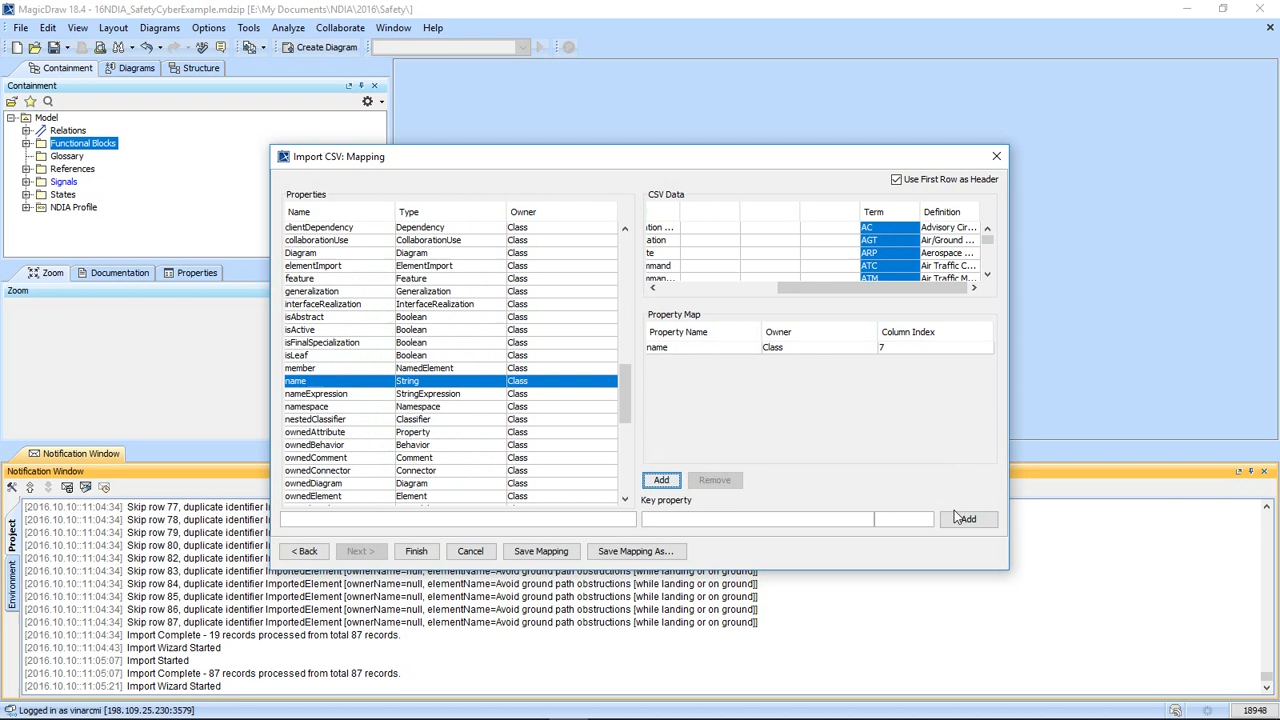 MagicDraw 18.4 - 16NDIA_SafetyCyberExample.mdzip [E:\My Documents\NDIA\2016\Safety\]
File Edit View Layout Diagrams Options Tools Analyze Collaborate Window Help
Create Diagram
Containment Diagrams Structure
Containment
Model
Relations
Functional Blocks
Glossary
References
Signals
States
NDIA Profile
Zoom Documentation Properties
Zoom
Import CSV: Mapping
Use First Row as Header
Properties
Name Type Owner
clientDependency Dependency Class
collaborationUse CollaborationUse Class
Diagram Diagram Class
elementImport ElementImport Class
feature Feature Class
generalization Generalization Class
interfaceRealization InterfaceRealization Class
isAbstract Boolean Class
isActive Boolean Class
isFinalSpecialization Boolean Class
isLeaf Boolean Class
member NamedElement Class
name String Class
nameExpression StringExpression Class
namespace Namespace Class
nestedClassifier Classifier Class
ownedAttribute Property Class
ownedBehavior Behavior Class
ownedComment Comment Class
ownedConnector Connector Class
ownedDiagram Diagram Class
ownedElement Element Class
CSV Data
Term Definition
AC Advisory Cir...
AGT Air/Ground ...
ARP Aerospace ...
ATC Air Traffic C...
ATM Air Traffic M...
Property Map
Property Name Owner Column Index
name Class 7
Add Remove
Key property
Add
< Back Next > Finish Cancel Save Mapping Save Mapping As...
Notification Window
Notification Window
Project
Environment
[2016.10.10::11:04:34] Skip row 77, duplicate identifier
[2016.10.10::11:04:34] Skip row 78, duplicate identifier
[2016.10.10::11:04:34] Skip row 79, duplicate identifier
[2016.10.10::11:04:34] Skip row 80, duplicate identifier
[2016.10.10::11:04:34] Skip row 82, duplicate identifier
[2016.10.10::11:04:34] Skip row 83, duplicate identifier ImportedElement [ownerName=null, elementName=Avoid ground path obstructions [while landing or on ground]]
[2016.10.10::11:04:34] Skip row 84, duplicate identifier ImportedElement [ownerName=null, elementName=Avoid ground path obstructions [while landing or on ground]]
[2016.10.10::11:04:34] Skip row 85, duplicate identifier ImportedElement [ownerName=null, elementName=Avoid ground path obstructions [while landing or on ground]]
[2016.10.10::11:04:34] Skip row 86, duplicate identifier ImportedElement [ownerName=null, elementName=Avoid ground path obstructions [while landing or on ground]]
[2016.10.10::11:04:34] Skip row 87, duplicate identifier ImportedElement [ownerName=null, elementName=Avoid ground path obstructions [while landing or on ground]]
[2016.10.10::11:04:34] Import Complete - 19 records processed from total 87 records.
[2016.10.10::11:04:43] Import Wizard Started
[2016.10.10::11:05:07] Import Started
[2016.10.10::11:05:07] Import Complete - 87 records processed from total 87 records.
[2016.10.10::11:05:21] Import Wizard Started
Logged in as vinarcmi [198.109.25.230:3579]
18948